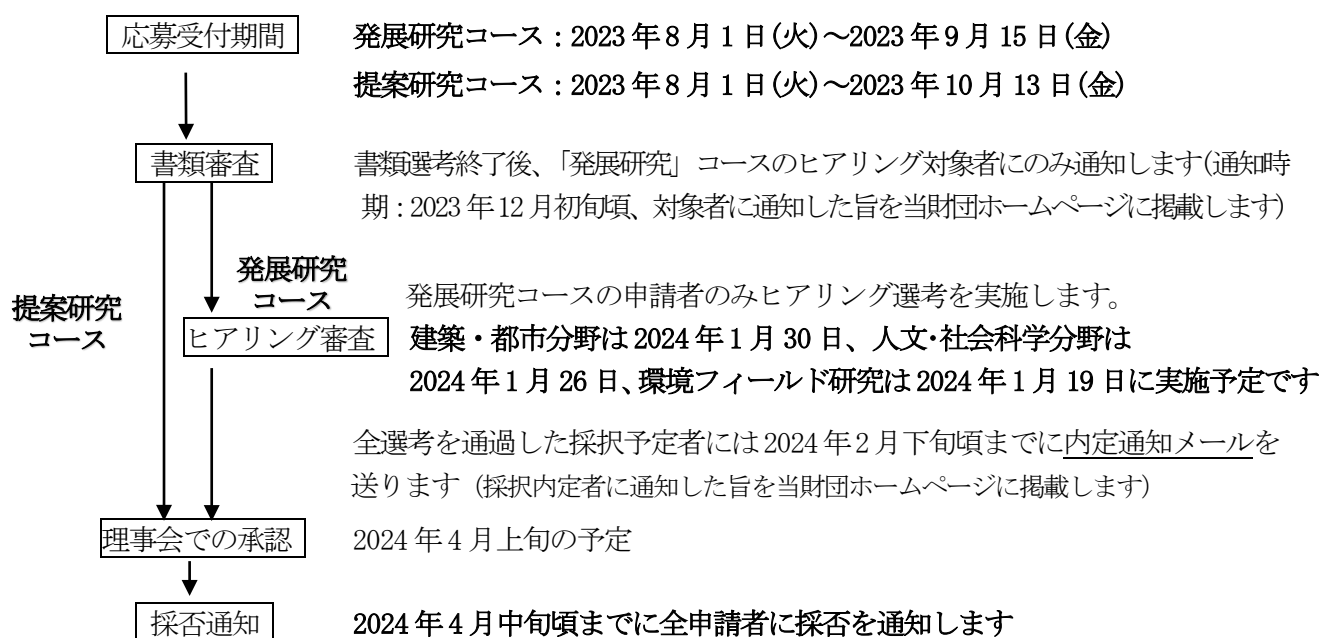 応募受付期間
発展研究コース：2023年8月1日(火)～2023年9月15日(金)
提案研究コース：2023年8月1日(火)～2023年10月13日(金)
書類審査
書類選考終了後、「発展研究」コースのヒアリング対象者にのみ通知します(通知時
期：2023年12月初旬頃、対象者に通知した旨を当財団ホームページに掲載します)
発展研究
コース
提案研究
コース
発展研究コースの申請者のみヒアリング選考を実施します。
ヒアリング審査
建築・都市分野は2024年1月30日、人文・社会科学分野は
2024年1月26日、環境フィールド研究は2024年1月19日に実施予定です
全選考を通過した採択予定者には2024年2月下旬頃までに内定通知メールを
送ります（採択内定者に通知した旨を当財団ホームページに掲載します）
理事会での承認
2024年4月上旬の予定
採否通知
2024年4月中旬頃までに全申請者に採否を通知します